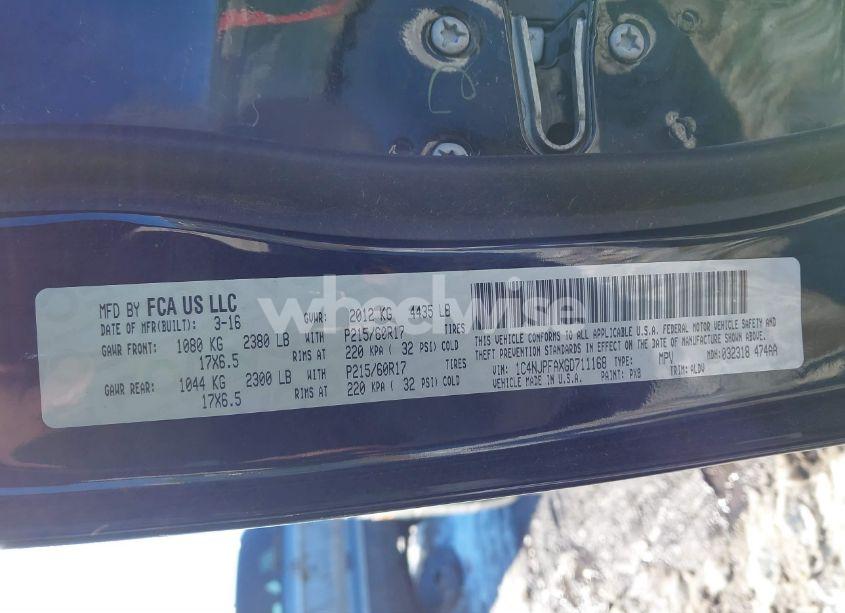 MFD BY FCA US LLC
DATE OF MFR(BUILT): 3-16 GVWR: 2012 KG 4435 LB
GAWR FRONT: 1080 KG 2380 LB WITH P215/60R17 TIRES
17X6.5 RIMS AT 220 KPA ( 32 PSI) COLD
GAWR REAR: 1044 KG 2300 LB WITH P215/60R17 TIRES
17X6.5 RIMS AT 220 KPA ( 32 PSI) COLD
THIS VEHICLE CONFORMS TO ALL APPLICABLE U.S.A. FEDERAL MOTOR VEHICLE SAFETY AND
THEFT PREVENTION STANDARDS IN EFFECT ON THE DATE OF MANUFACTURE SHOWN ABOVE.
VIN: 1C4NJPFAXGD711168 TYPE: MPV MDH: 032318 474AA
VEHICLE MADE IN U.S.A. PAINT: PX8 TRIM: ALDV
wheelwise